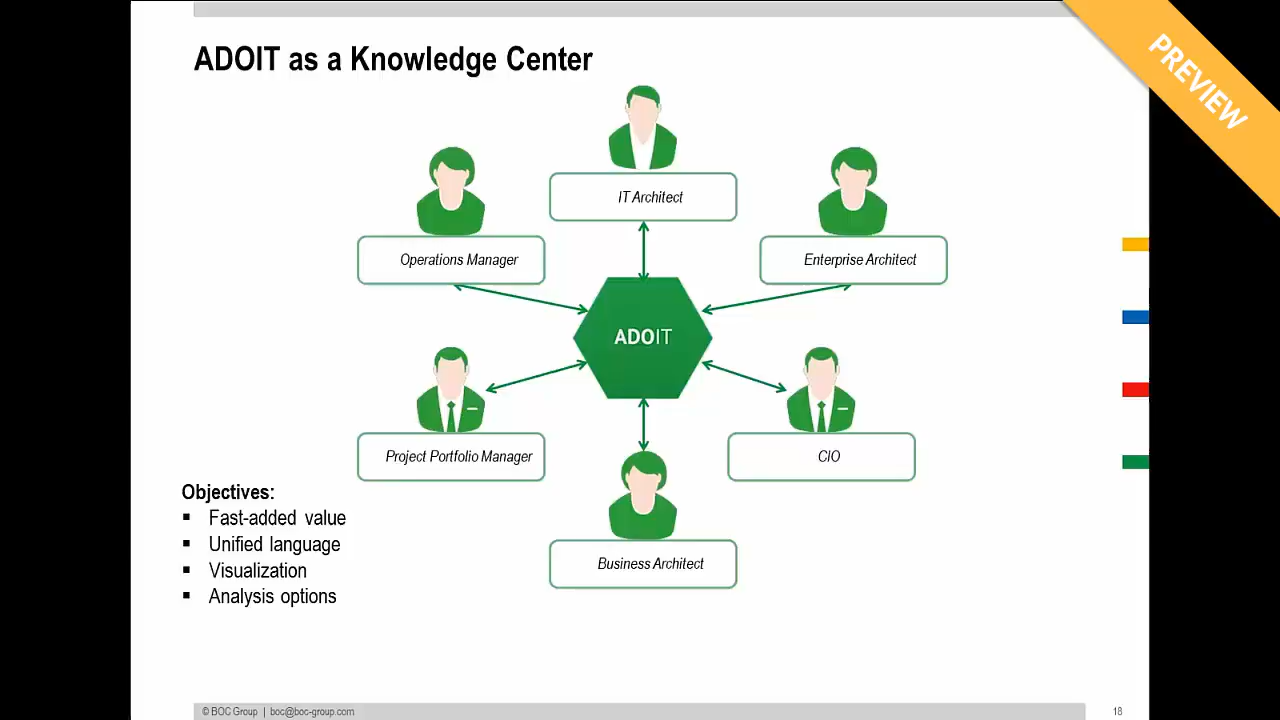 ADOIT as a Knowledge Center
PREVIEW
IT Architect
Operations Manager
Enterprise Architect
ADOIT
Project Portfolio Manager
CIO
Business Architect
Objectives:
▪ Fast-added value
▪ Unified language
▪ Visualization
▪ Analysis options
© BOC Group | boc@boc-group.com
18